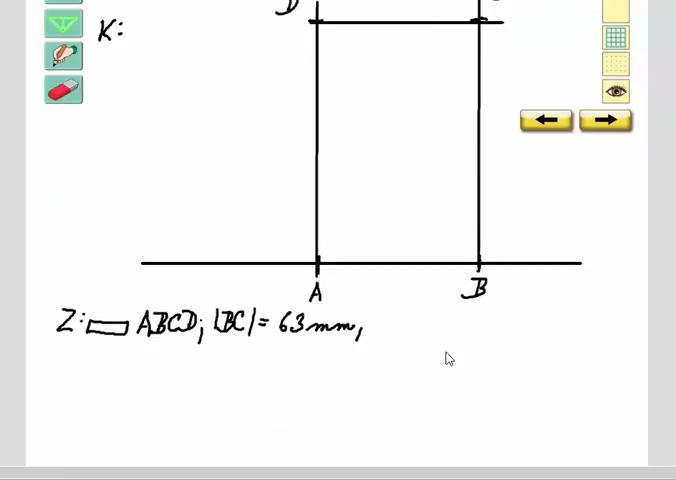 D
K:
A B
Z: ▭ ABCD; |BC| = 63 mm,